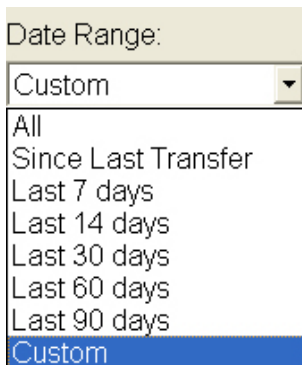 Date Range:
Custom
All
Since Last Transfer
Last 7 days
Last 14 days
Last 30 days
Last 60 days
Last 90 days
Custom